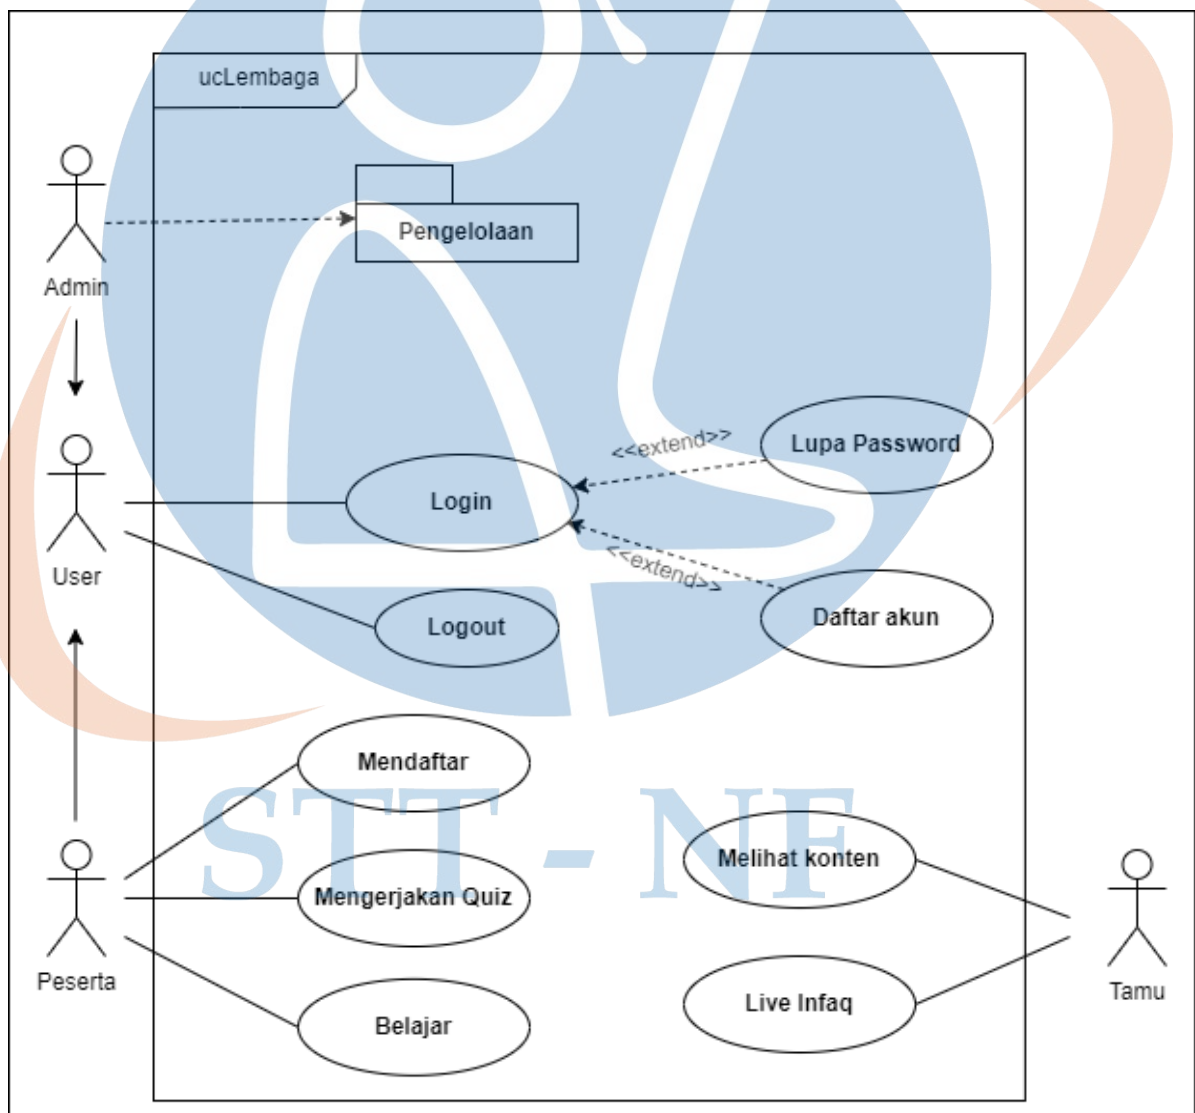 ucLembaga
Pengelolaan
Admin
<<extend>>
Lupa Password
Login
User
<<extend>>
Daftar akun
Logout
Mendaftar
STT - NF
Melihat konten
Mengerjakan Quiz
Peserta
Tamu
Live Infaq
Belajar